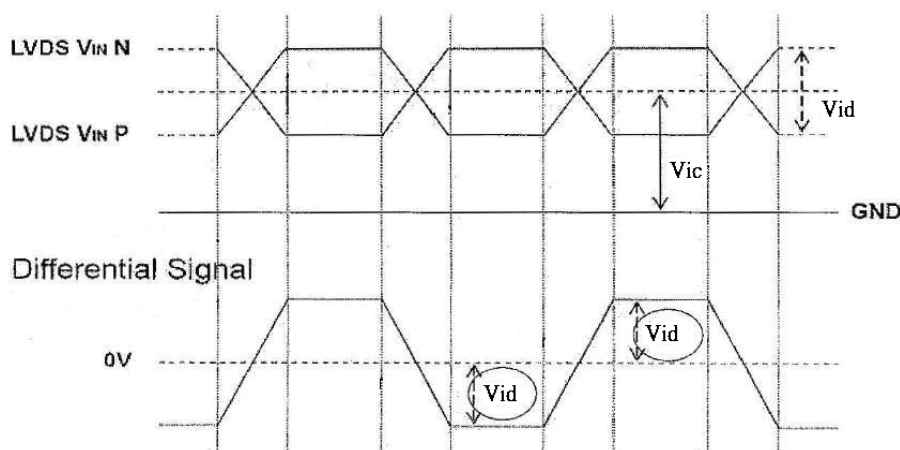 LVDS VIN N
Vid
LVDS VIN P
Vic
GND
Differential Signal
Vid
0V
Vid